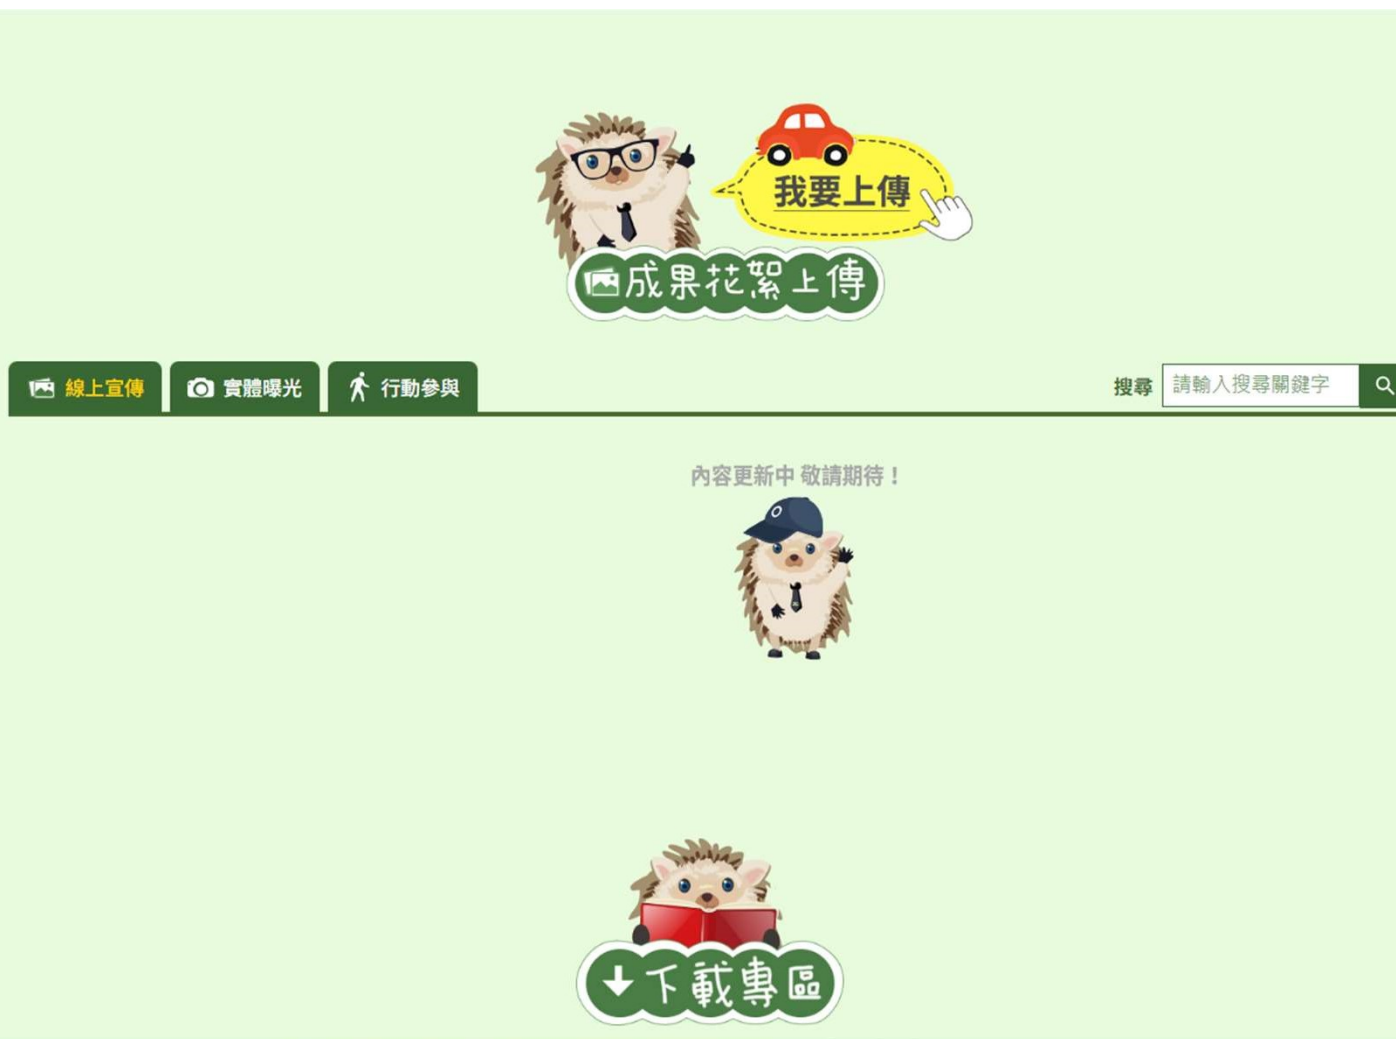 我要上傳
成果花絮上傳
線上宣傳
實體曝光
行動參與
搜尋
請輸入搜尋關鍵字
內容更新中 敬請期待！
下載專區